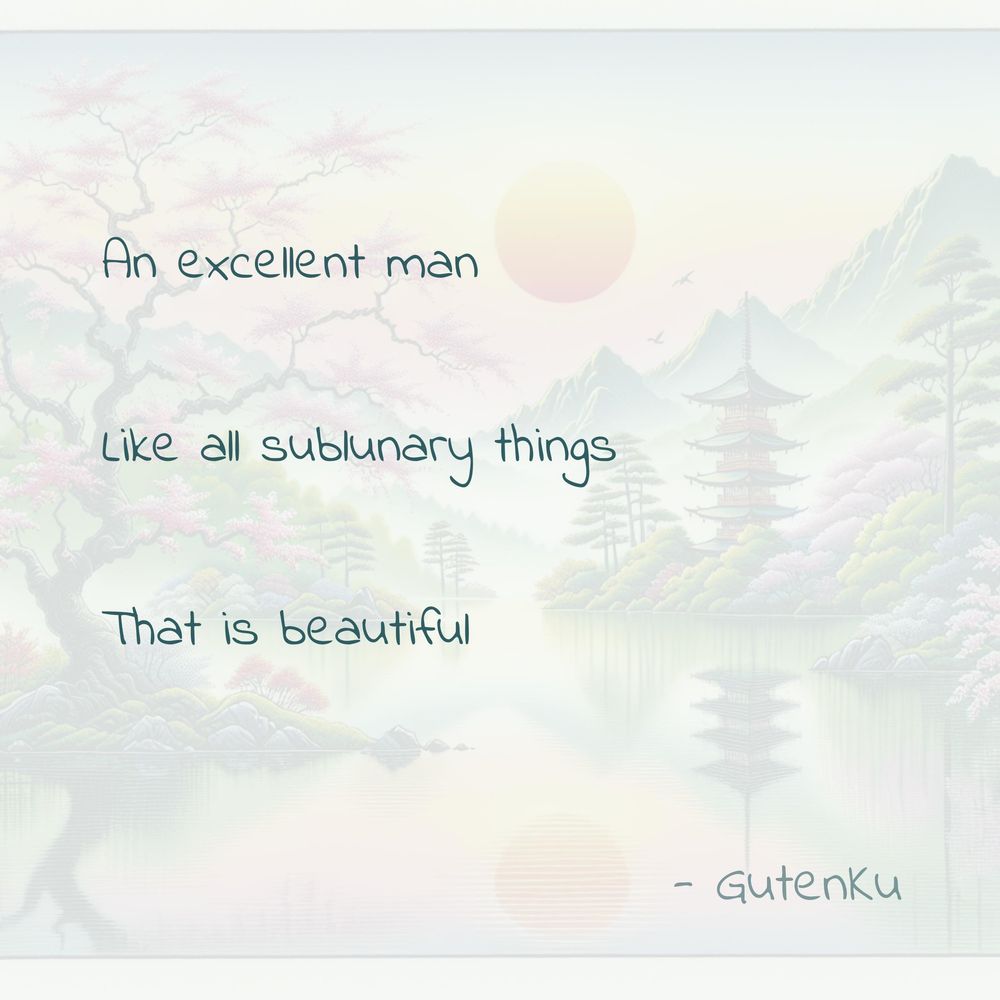 An excellent man
Like all sublunary things
That is beautiful
- GutenKu